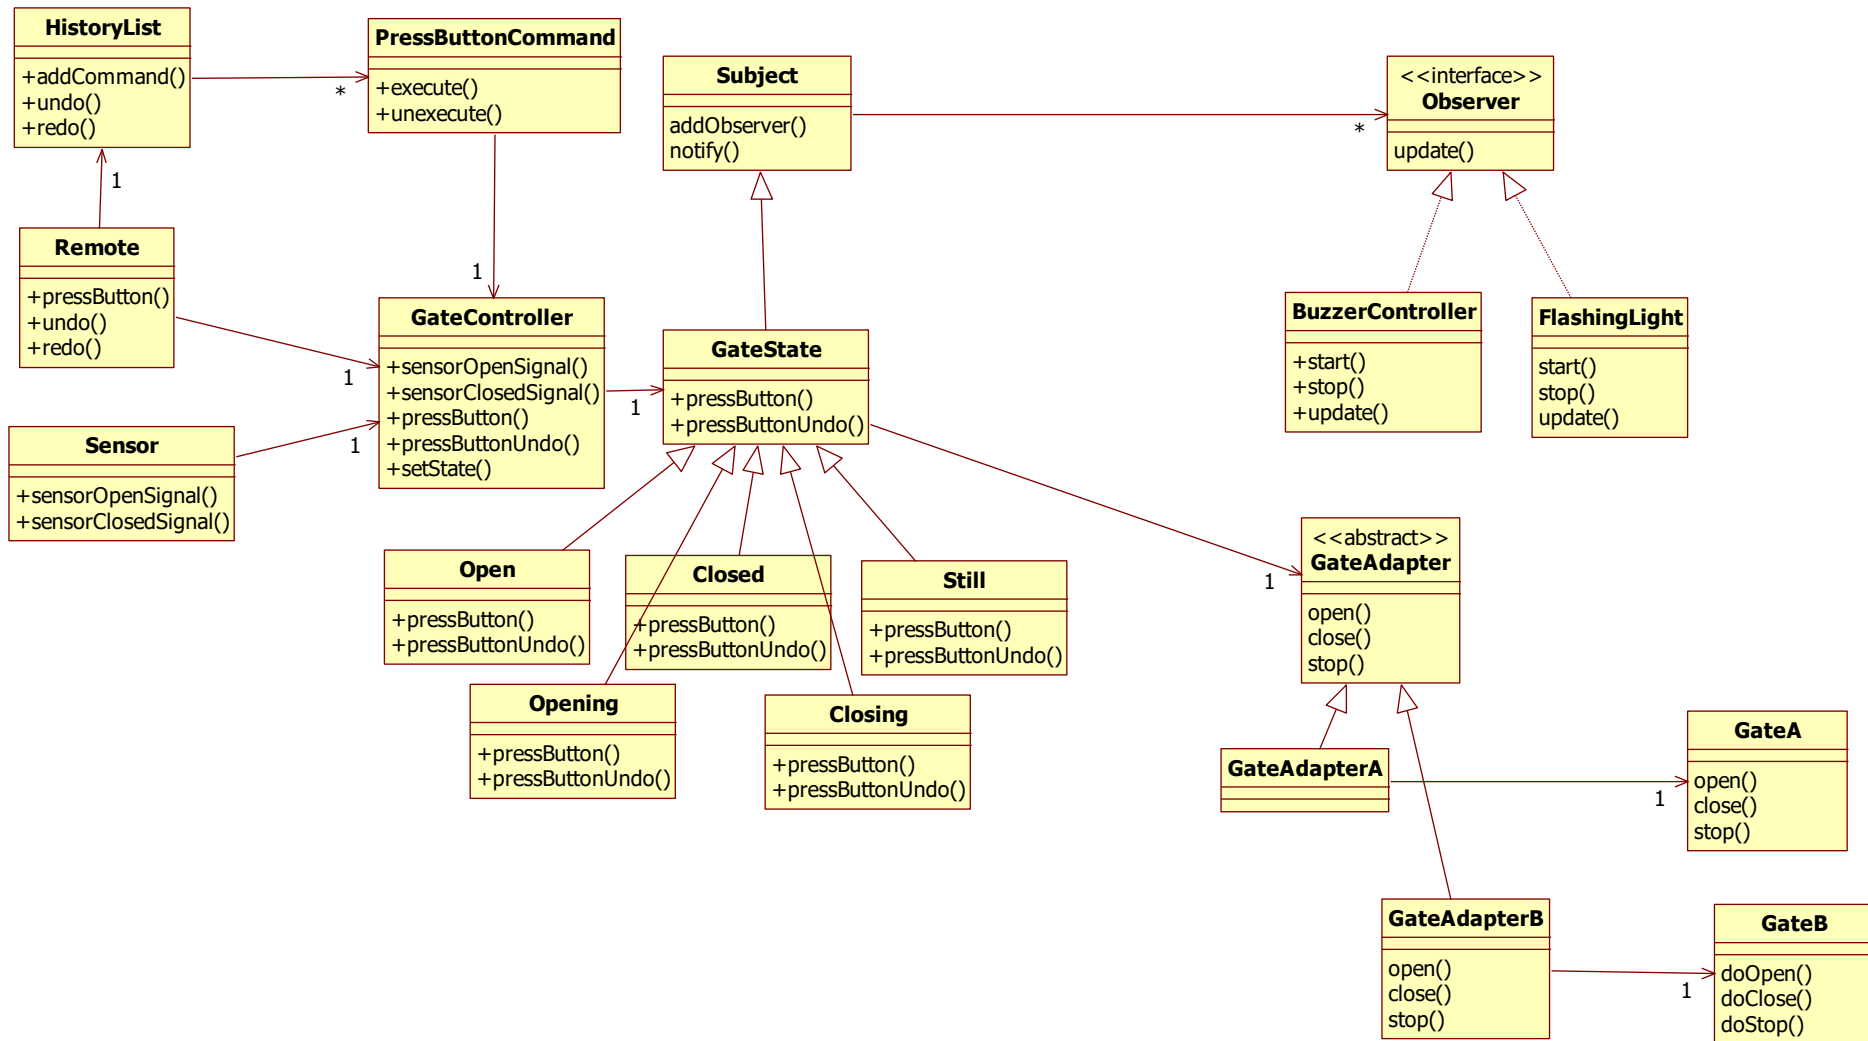 HistoryList
+addCommand()
+undo()
+redo()
PressButtonCommand
+execute()
+unexecute()
*
Subject
addObserver()
notify()
<<interface>>
Observer
update()
*
1
Remote
+pressButton()
+undo()
+redo()
1
GateController
+sensorOpenSignal()
+sensorClosedSignal()
+pressButton()
+pressButtonUndo()
+setState()
1
1
Sensor
+sensorOpenSignal()
+sensorClosedSignal()
1
GateState
+pressButton()
+pressButtonUndo()
BuzzerController
+start()
+stop()
+update()
FlashingLight
start()
stop()
update()
Open
+pressButton()
+pressButtonUndo()
Closed
+pressButton()
+pressButtonUndo()
Still
+pressButton()
+pressButtonUndo()
Opening
+pressButton()
+pressButtonUndo()
Closing
+pressButton()
+pressButtonUndo()
1
<<abstract>>
GateAdapter
open()
close()
stop()
GateAdapterA
1
GateA
open()
close()
stop()
GateAdapterB
open()
close()
stop()
1
GateB
doOpen()
doClose()
doStop()